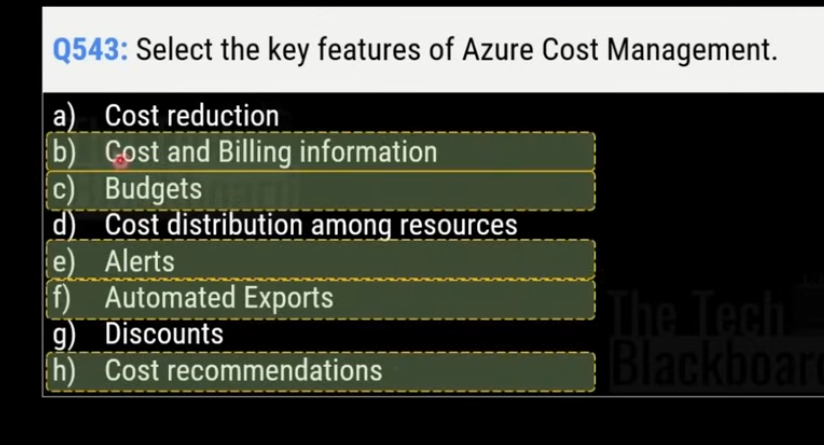 Q543: Select the key features of Azure Cost Management.
a) Cost reduction
b) Cost and Billing information
c) Budgets
d) Cost distribution among resources
e) Alerts
f) Automated Exports
g) Discounts
h) Cost recommendations
The Tech
Blackboar